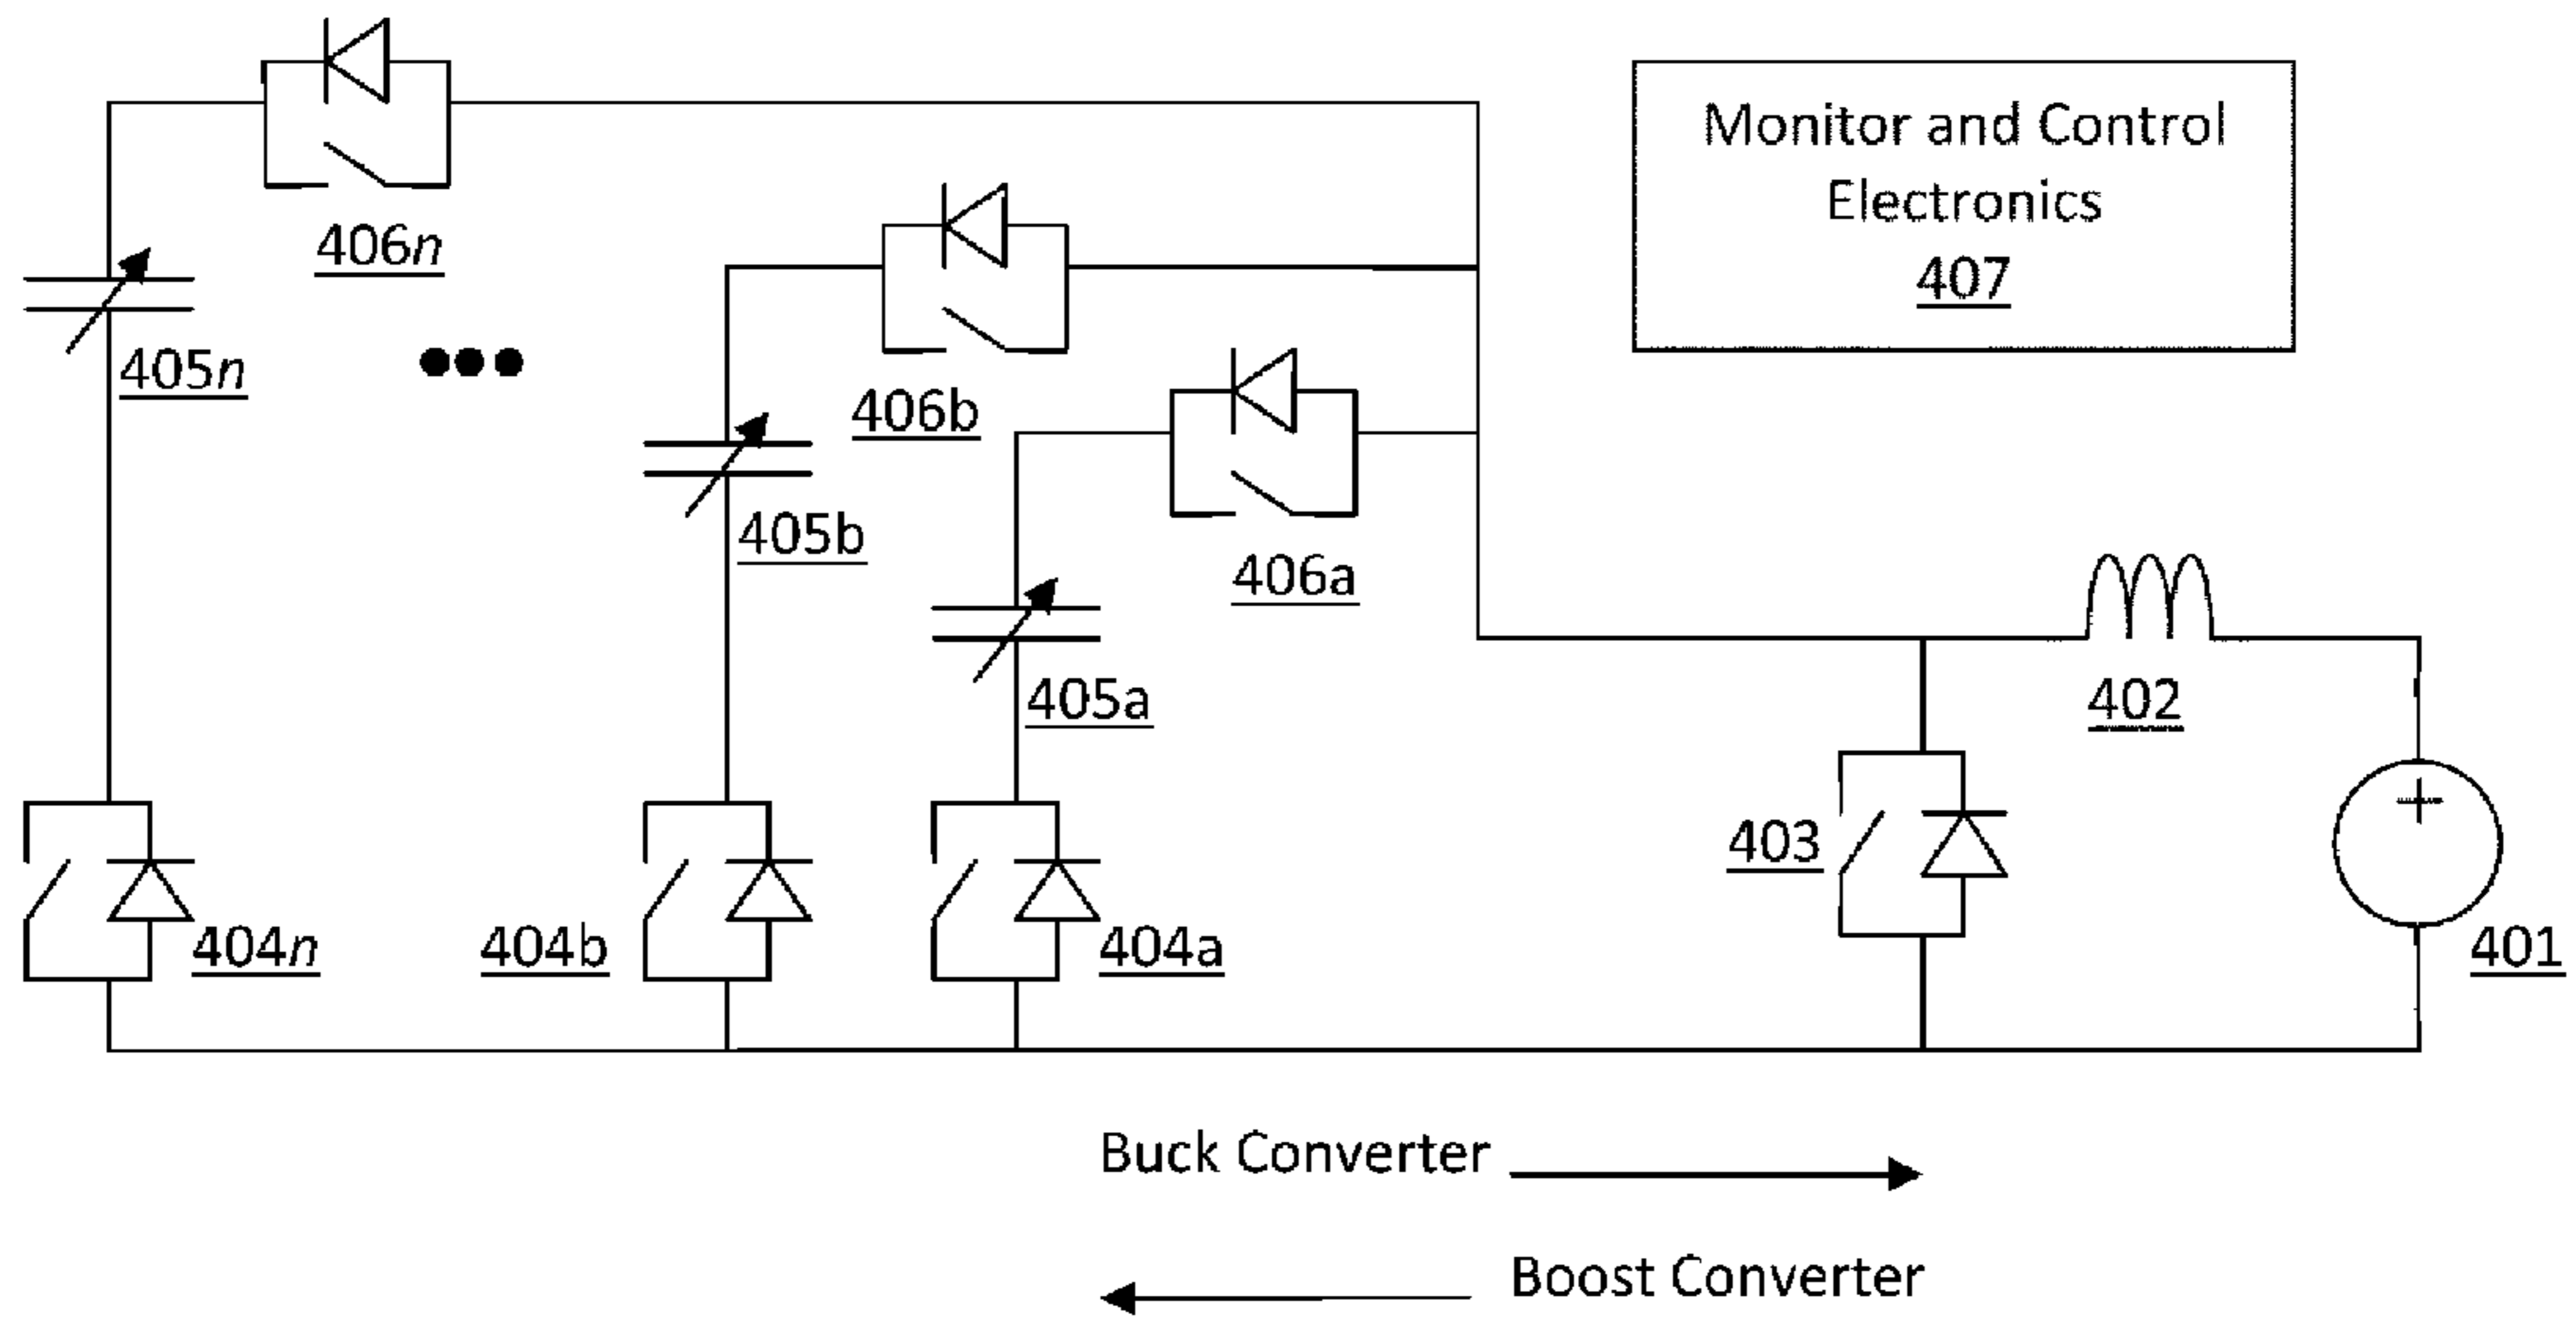 Monitor and Control
Electronics
407
406n
405n
406b
405b
406a
405a
402
403
404n
404b
404a
401
Buck Converter
Boost Converter